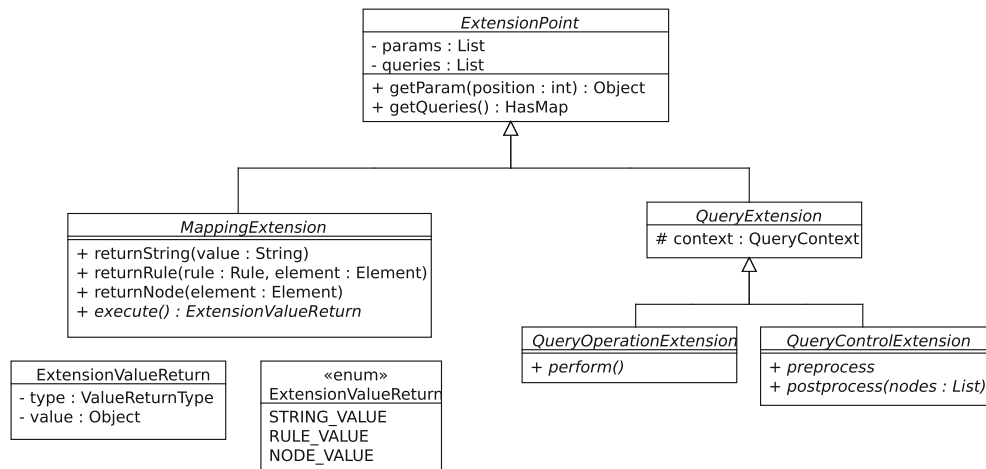 ExtensionPoint
- params : List
- queries : List
+ getParam(position : int) : Object
+ getQueries() : HasMap
MappingExtension
+ returnString(value : String)
+ returnRule(rule : Rule, element : Element)
+ returnNode(element : Element)
+ execute() : ExtensionValueReturn
QueryExtension
# context : QueryContext
QueryOperationExtension
+ perform()
QueryControlExtension
+ preprocess
+ postprocess(nodes : List)
ExtensionValueReturn
- type : ValueReturnType
- value : Object
«enum»
ExtensionValueReturn
STRING_VALUE
RULE_VALUE
NODE_VALUE